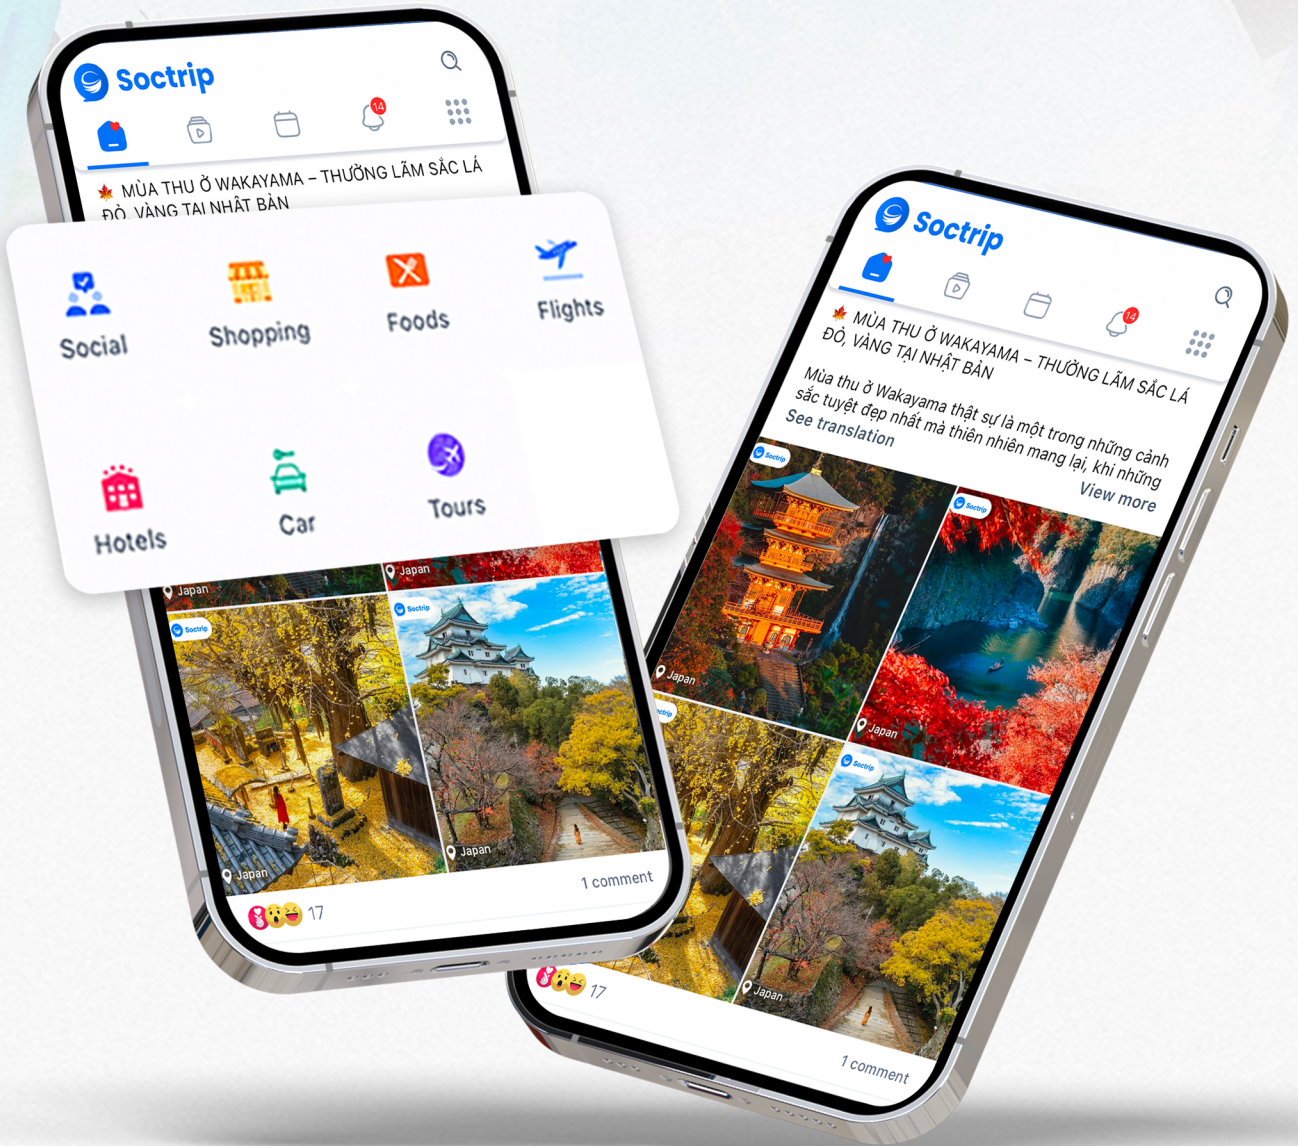 Soctrip
14
🍁 MÙA THU Ở WAKAYAMA – THƯỞNG LÃM SẮC LÁ
ĐỎ, VÀNG TẠI NHẬT BẢN
Social
Shopping
Foods
Flights
Hotels
Car
Tours
Japan
Japan
Soctrip
Soctrip
Japan
Japan
17
1 comment
Soctrip
14
🍁 MÙA THU Ở WAKAYAMA – THƯỞNG LÃM SẮC LÁ
ĐỎ, VÀNG TẠI NHẬT BẢN
Mùa thu ở Wakayama thật sự là một trong những cảnh
sắc tuyệt đẹp nhất mà thiên nhiên mang lại, khi những
See translation
View more
Soctrip
Soctrip
Japan
Japan
ctrip
Soctrip
Japan
17
1 comment